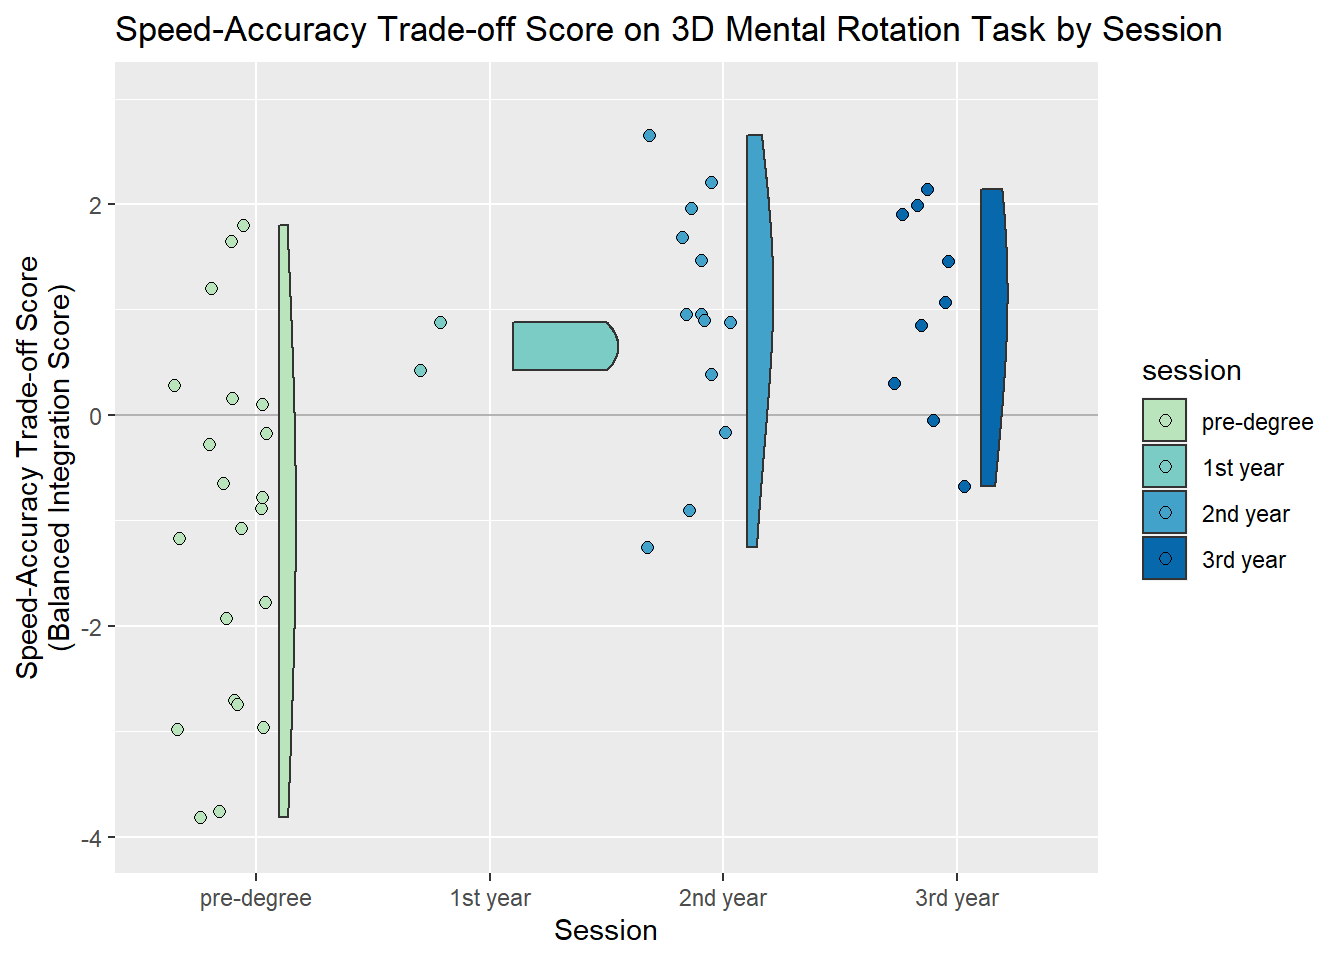 Speed-Accuracy Trade-off Score on 3D Mental Rotation Task by Session
Speed-Accuracy Trade-off Score
(Balanced Integration Score)
2
0
-2
-4
pre-degree
1st year
2nd year
3rd year
Session
session
pre-degree
1st year
2nd year
3rd year